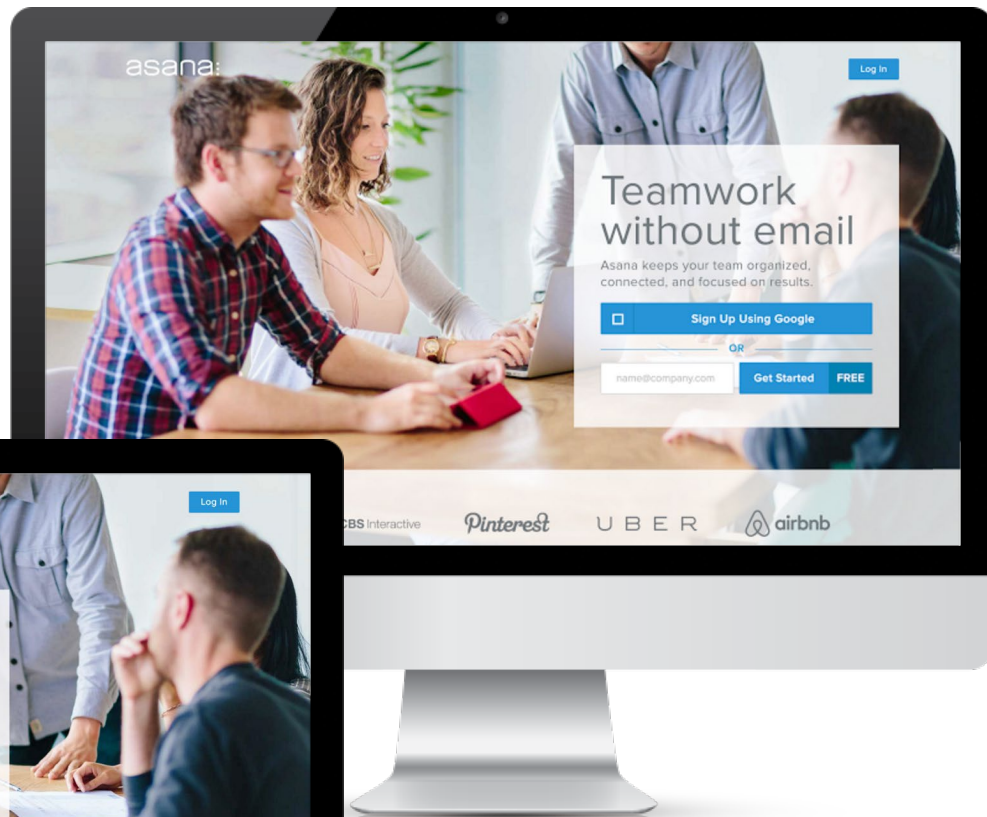 asana
Log In
Teamwork
without email
Asana keeps your team organized,
connected, and focused on results.
Sign Up Using Google
OR
name@company.com
Get Started FREE
CBS Interactive
Pinterest
UBER
airbnb
Log In